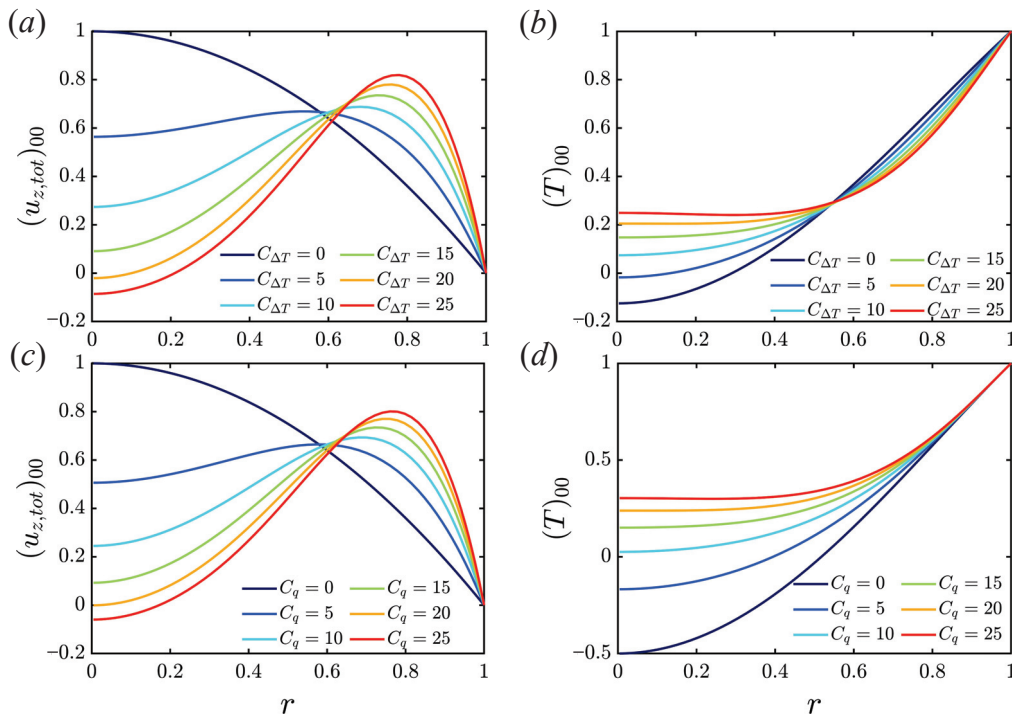 (a)
(u_{z,tot})_{00}
1
0.8
0.6
0.4
0.2
0
−0.2
0 0.2 0.4 0.6 0.8 1
C_{ΔT} = 0 C_{ΔT} = 15
C_{ΔT} = 5 C_{ΔT} = 20
C_{ΔT} = 10 C_{ΔT} = 25
(b)
(T)_{00}
1
0.8
0.6
0.4
0.2
0
−0.2
0 0.2 0.4 0.6 0.8 1
C_{ΔT} = 0 C_{ΔT} = 15
C_{ΔT} = 5 C_{ΔT} = 20
C_{ΔT} = 10 C_{ΔT} = 25
(c)
(u_{z,tot})_{00}
1
0.8
0.6
0.4
0.2
0
−0.2
0 0.2 0.4 0.6 0.8 1
C_q = 0 C_q = 15
C_q = 5 C_q = 20
C_q = 10 C_q = 25
r
(d)
(T)_{00}
1
0.5
0
−0.5
0 0.2 0.4 0.6 0.8 1
C_q = 0 C_q = 15
C_q = 5 C_q = 20
C_q = 10 C_q = 25
r